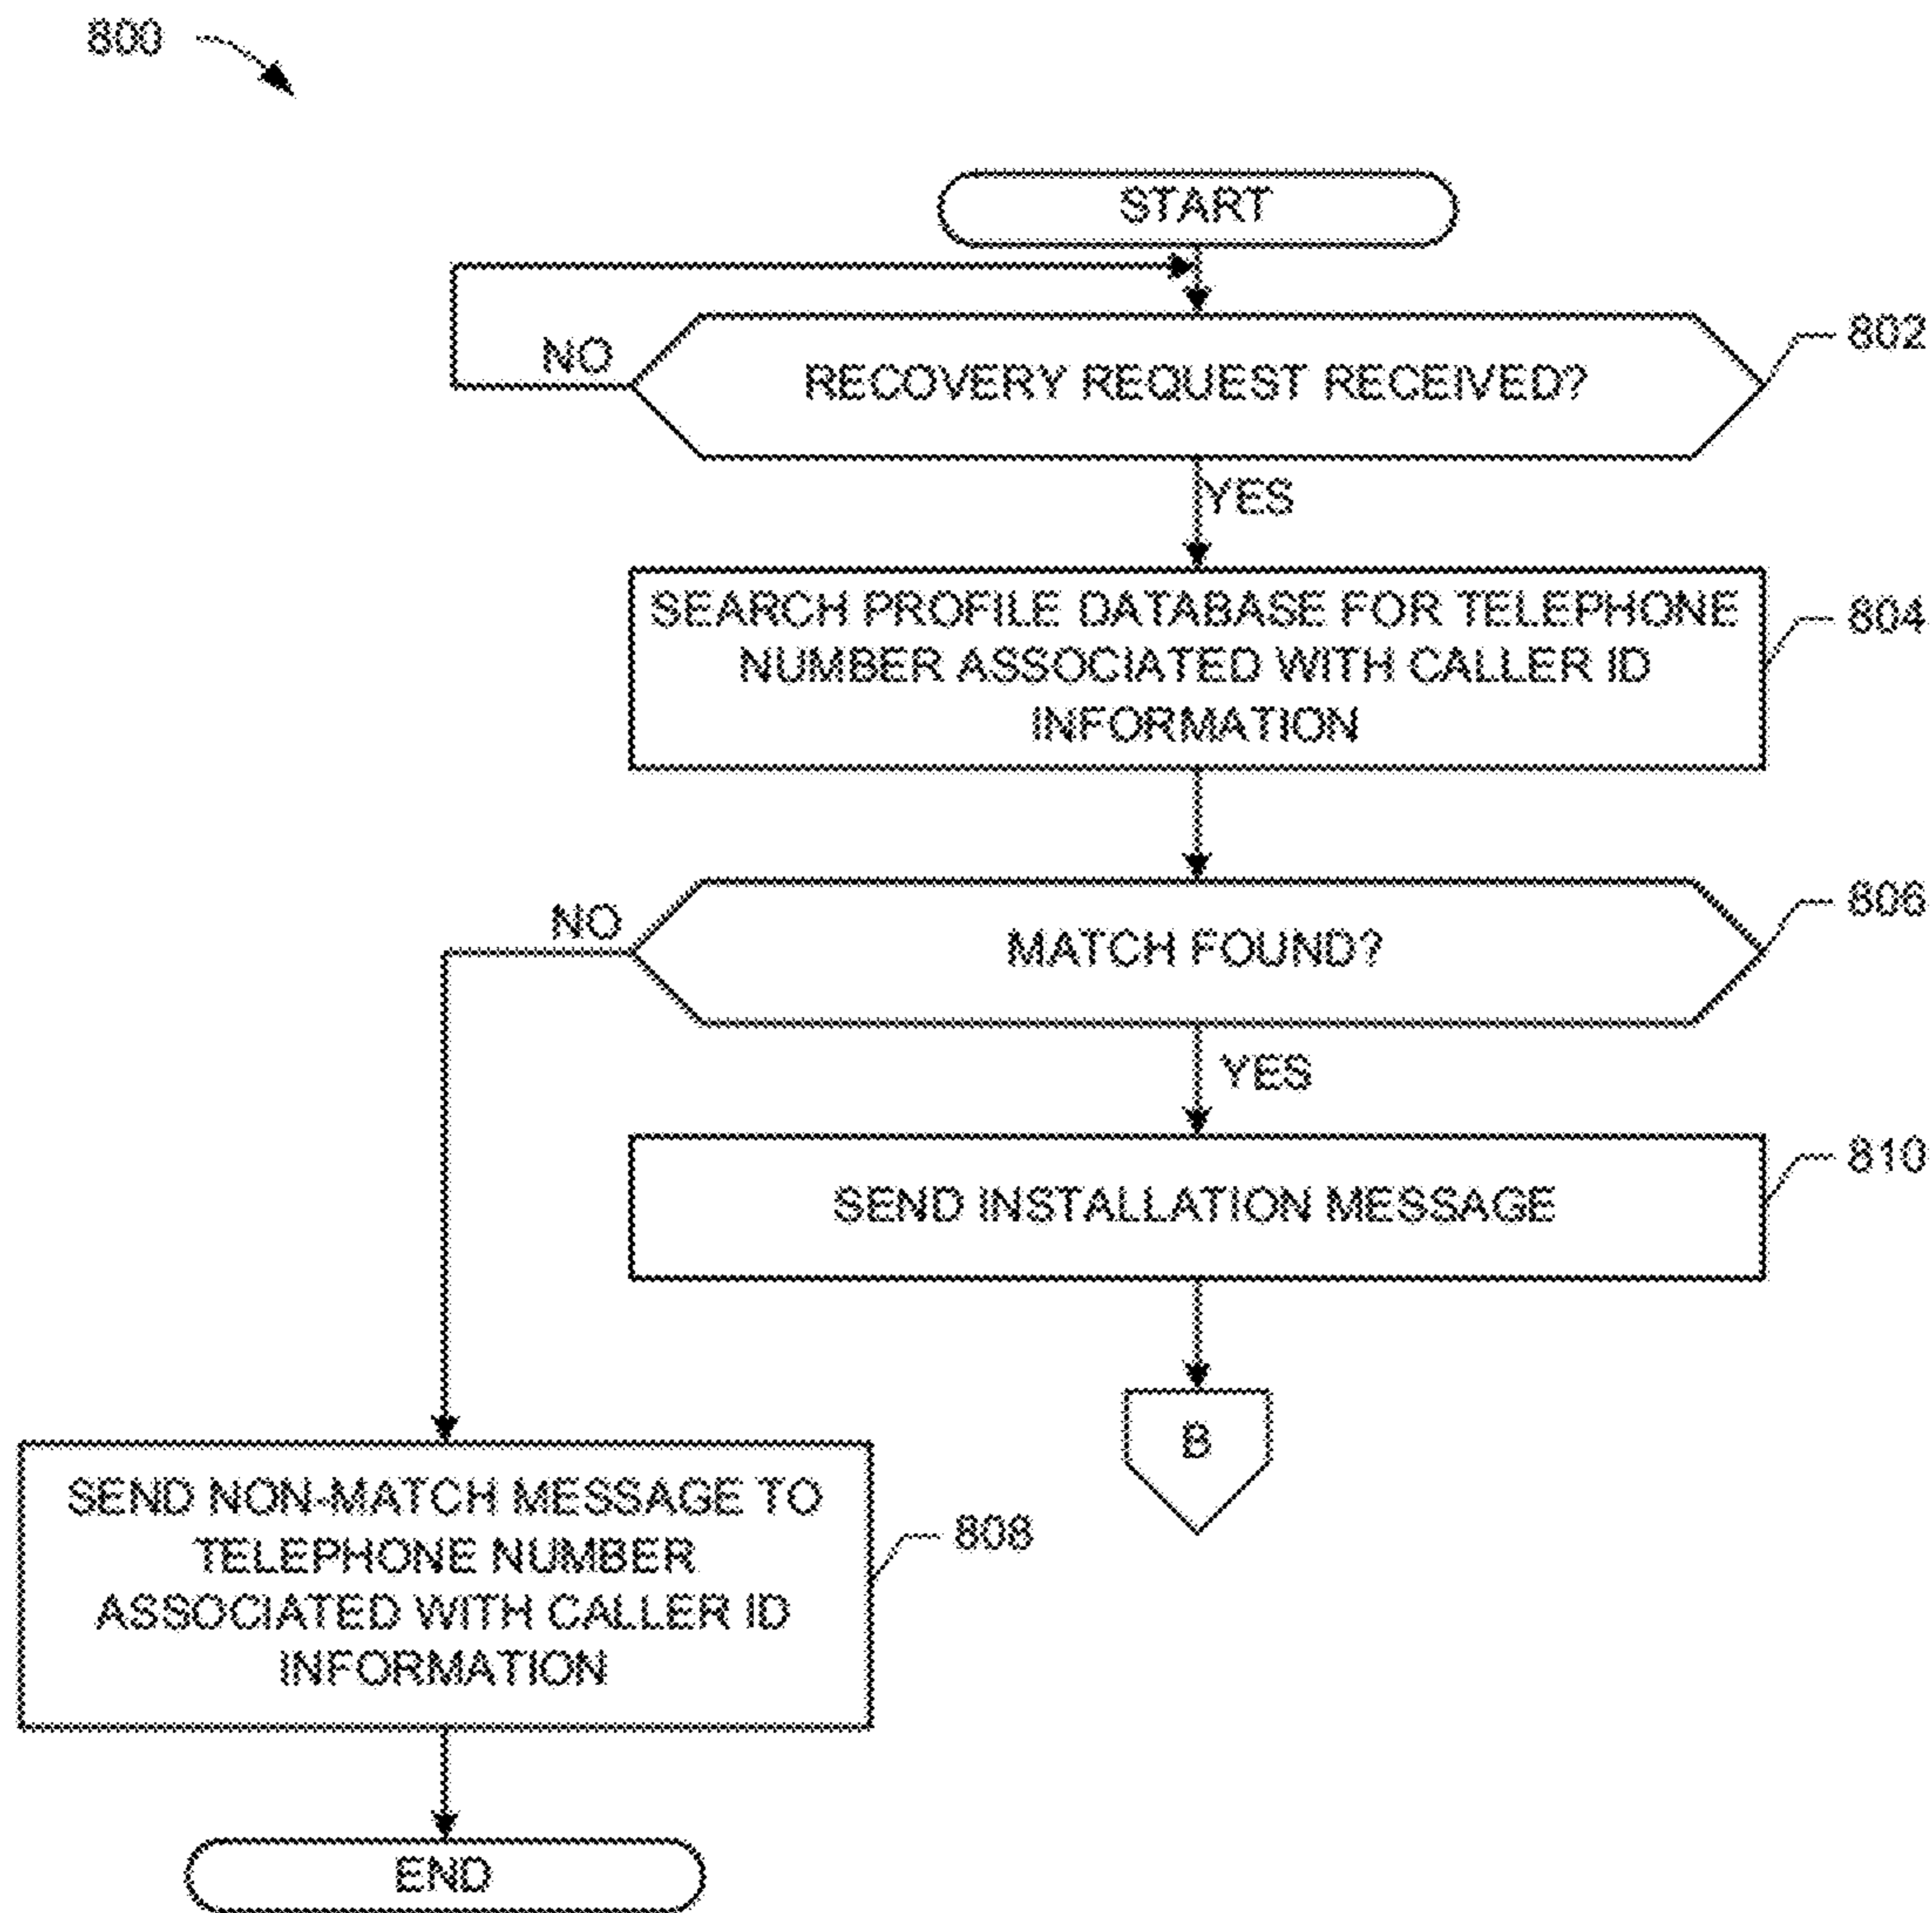 800
START
NO
RECOVERY REQUEST RECEIVED?
802
YES
SEARCH PROFILE DATABASE FOR TELEPHONE
NUMBER ASSOCIATED WITH CALLER ID
INFORMATION
804
NO
MATCH FOUND?
806
YES
SEND INSTALLATION MESSAGE
810
B
SEND NON-MATCH MESSAGE TO
TELEPHONE NUMBER
ASSOCIATED WITH CALLER ID
INFORMATION
808
END